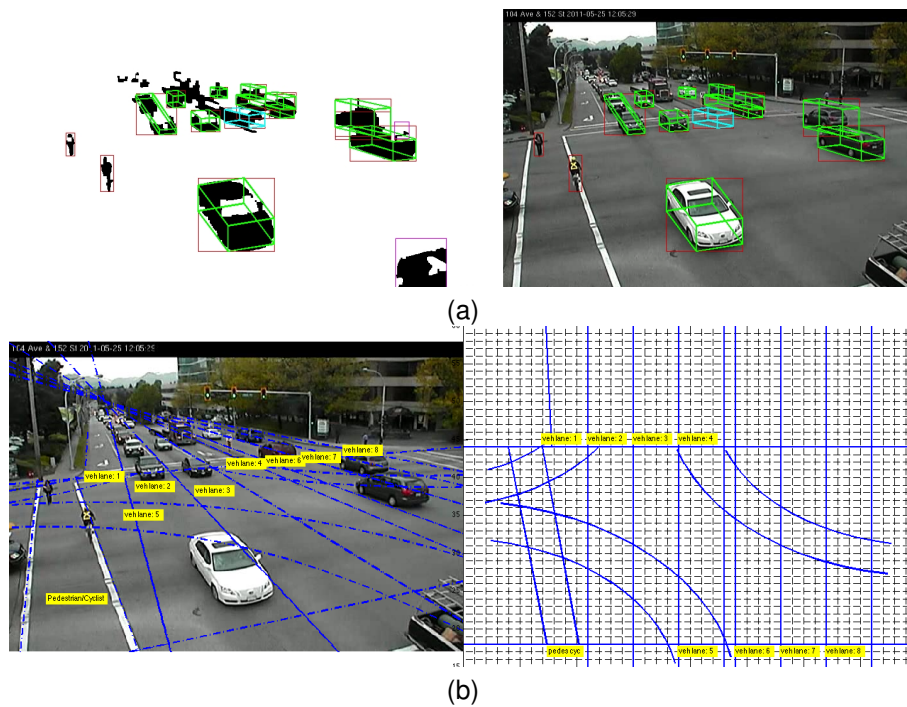 104 Ave & 152 St 2011-05-25 12:05:29
(a)
104 Ave & 152 St 2011-05-25 12:05:25
veh lane: 8
veh lane: 7
veh lane: 6
veh lane: 4
veh lane: 3
veh lane: 1
veh lane: 2
veh lane: 5
Pedestrian/Cyclist
35
15
veh lane: 1
veh lane: 2
veh lane: 3
veh lane: 4
pedes cyc
veh lane: 5
veh lane: 6
veh lane: 7
veh lane: 8
(b)